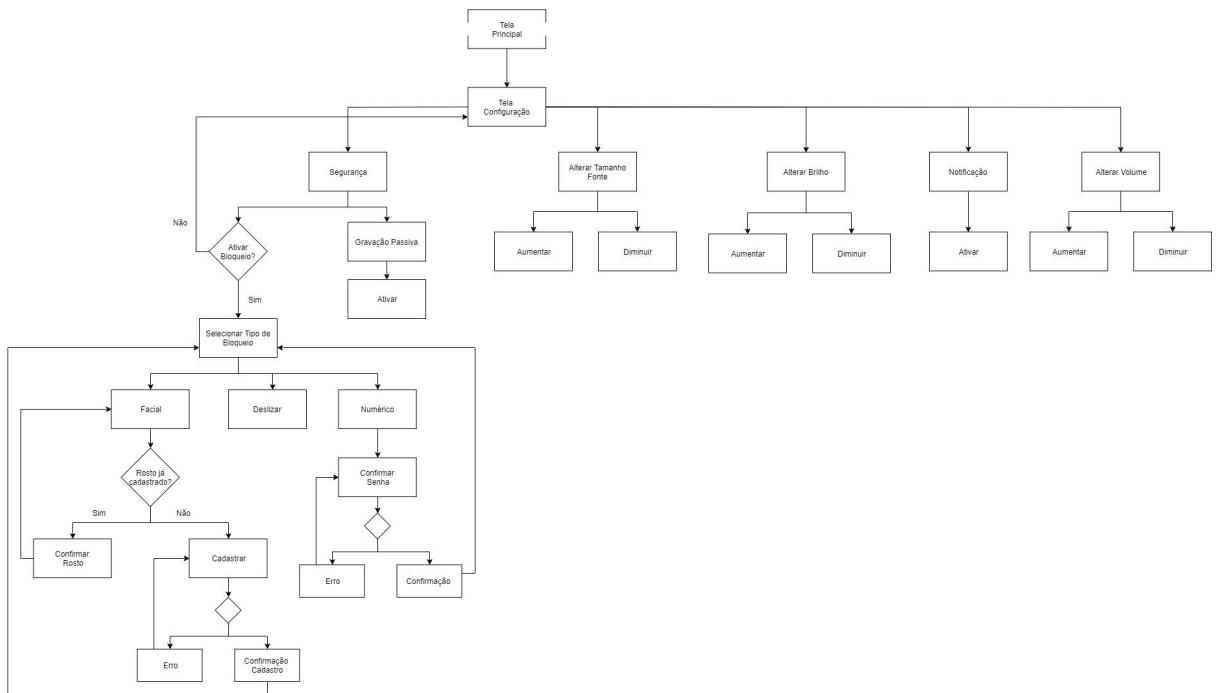 Tela
Principal
Tela
Configuração
Segurança
Alterar Tamanho
Fonte
Alterar Brilho
Notificação
Alterar Volume
Não
Ativar
Bloqueio?
Gravação Passiva
Aumentar
Diminuir
Aumentar
Diminuir
Ativar
Aumentar
Diminuir
Sim
Ativar
Selecionar Tipo de
Bloqueio
Facial
Deslizar
Numérico
Rosto já
cadastrado?
Confirmar
Senha
Sim
Não
Confirmar
Rosto
Cadastrar
Erro
Confirmação
Erro
Confirmação
Cadastro